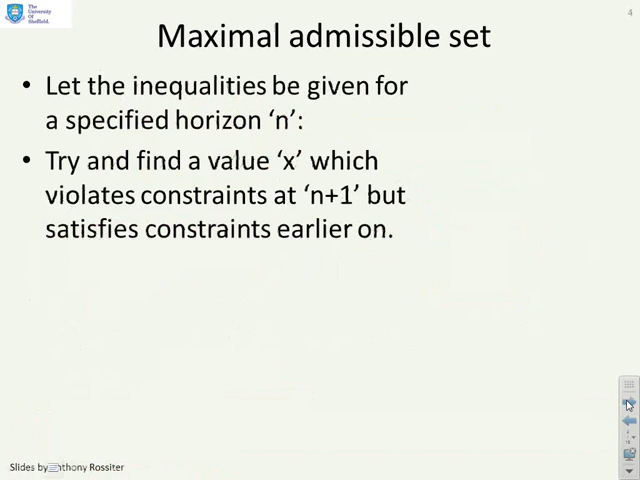 The
University
Of
Sheffield.
4
Maximal admissible set
• Let the inequalities be given for
a specified horizon ‘n’:
• Try and find a value ‘x’ which
violates constraints at ‘n+1’ but
satisfies constraints earlier on.
Slides by Anthony Rossiter